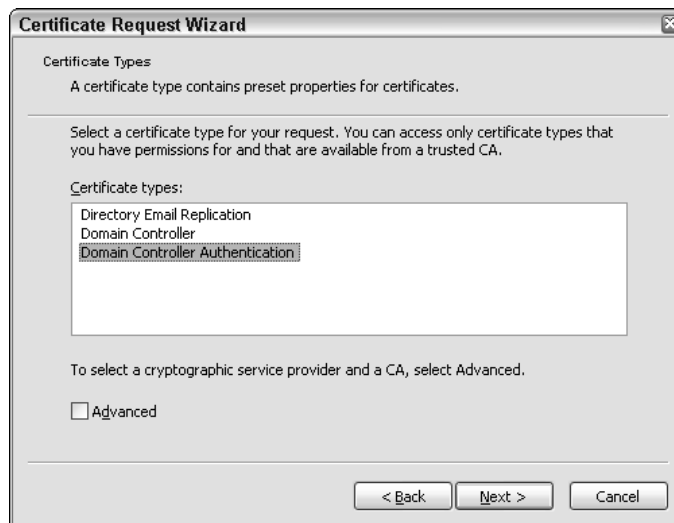 Certificate Request Wizard
Certificate Types
A certificate type contains preset properties for certificates.
Select a certificate type for your request. You can access only certificate types that
you have permissions for and that are available from a trusted CA.
Certificate types:
Directory Email Replication
Domain Controller
Domain Controller Authentication
To select a cryptographic service provider and a CA, select Advanced.
Advanced
< Back Next > Cancel